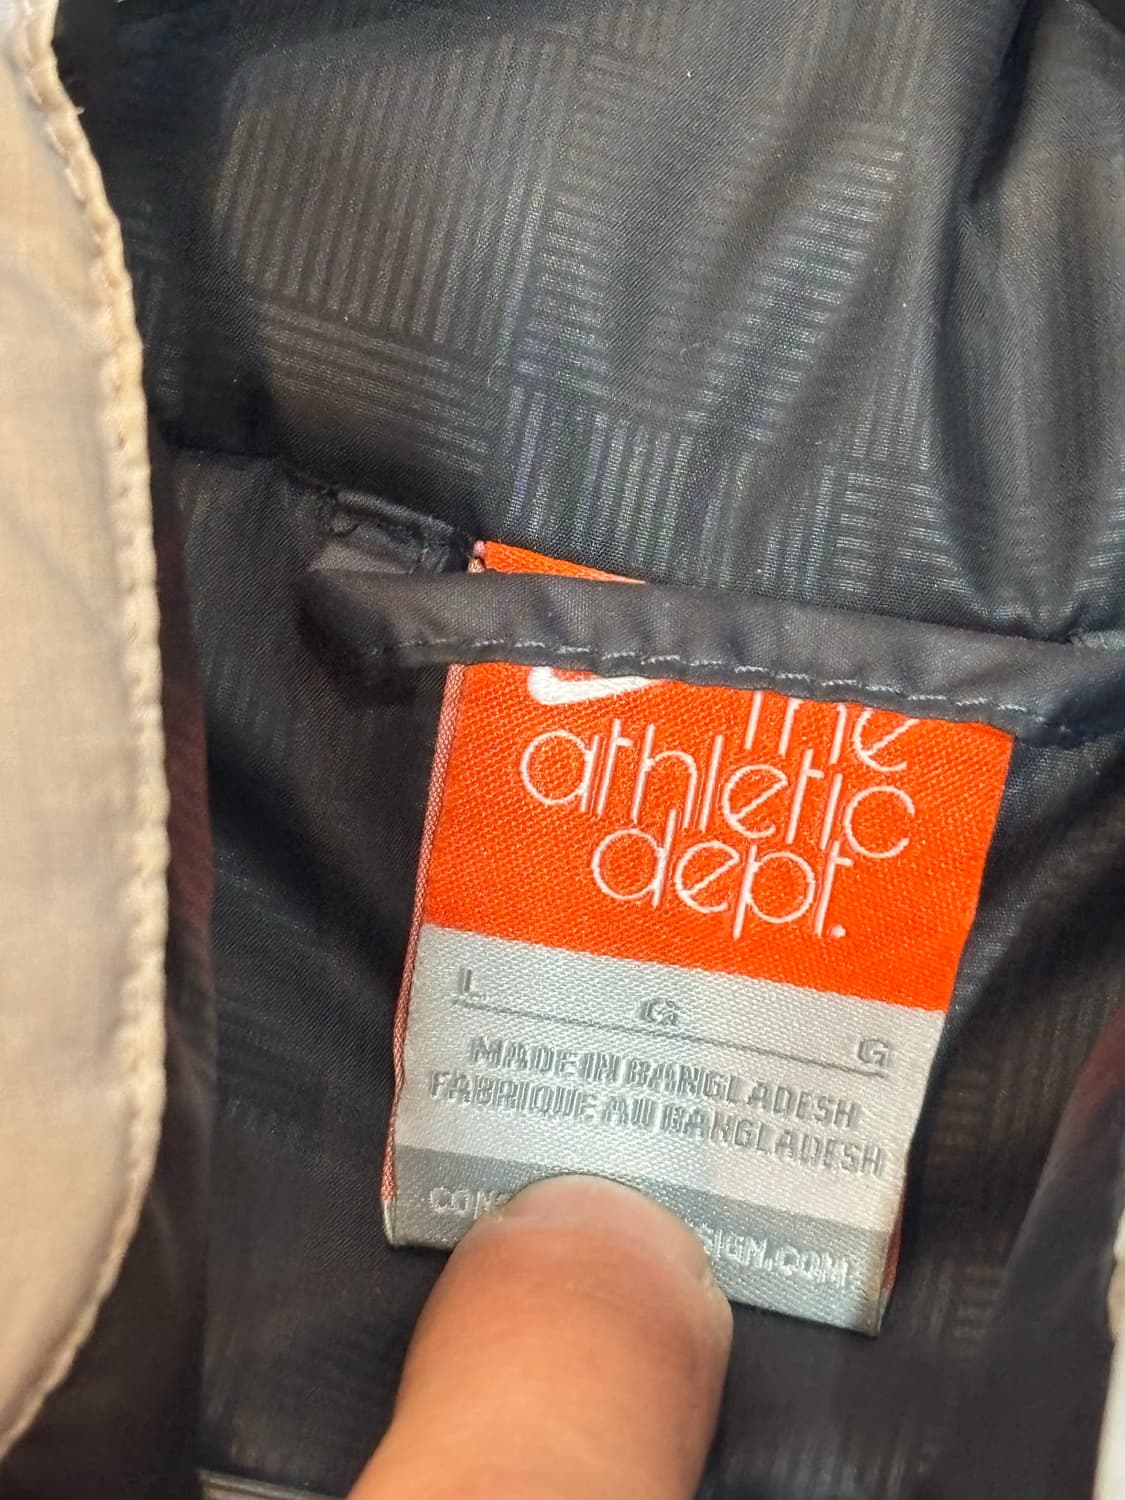 The
athletic
dept.
L G G
MADE IN BANGLADESH
FABRIQUE AU BANGLADESH